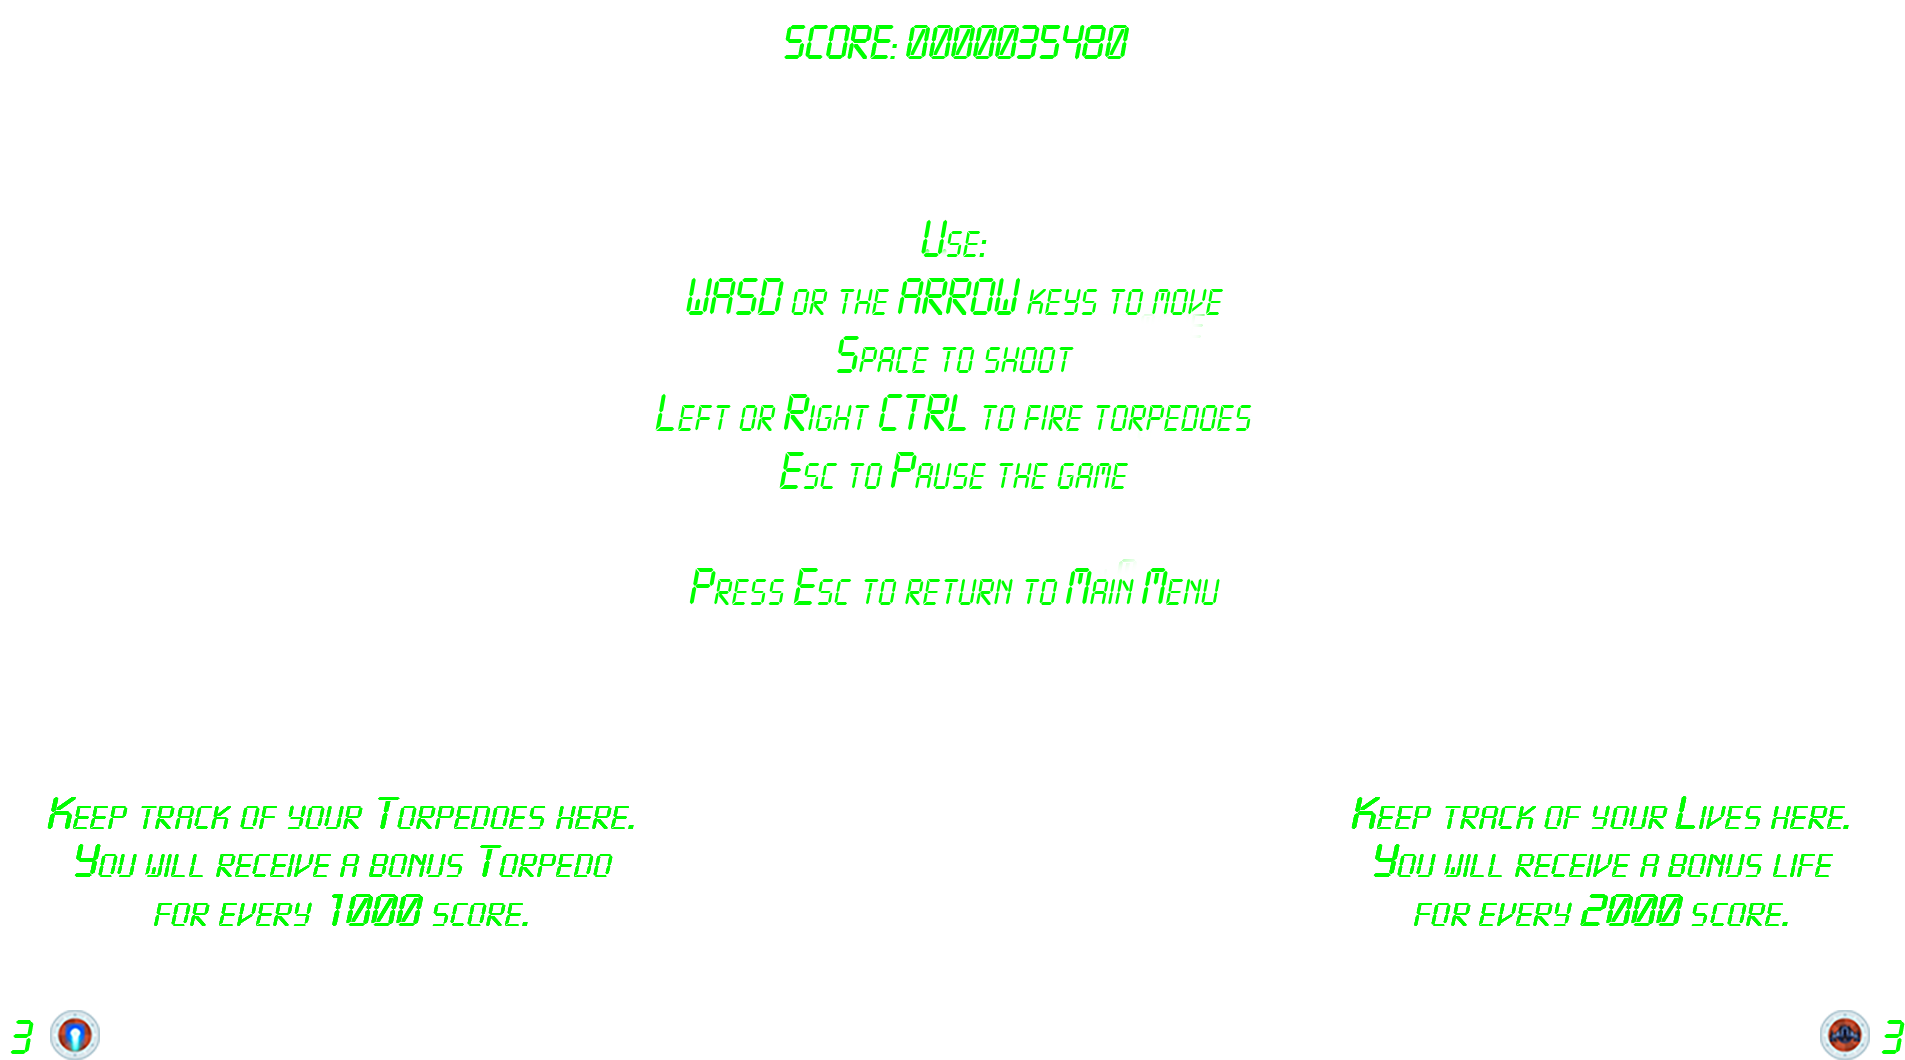 SCORE: 0000035480
Use:
WASD or the ARROW keys to move
Space to shoot
Left or Right CTRL to fire torpedoes
Esc to Pause the game
Press Esc to return to Main Menu
Keep track of your Torpedoes here.
You will receive a bonus Torpedo
for every 1000 score.
Keep track of your Lives here.
You will receive a bonus life
for every 2000 score.
3
3